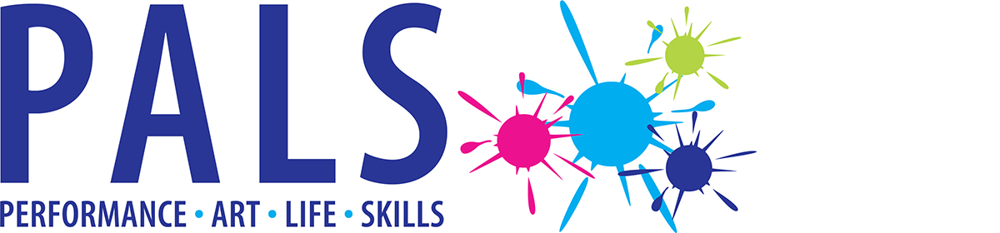 PALS
PERFORMANCE • ART • LIFE • SKILLS